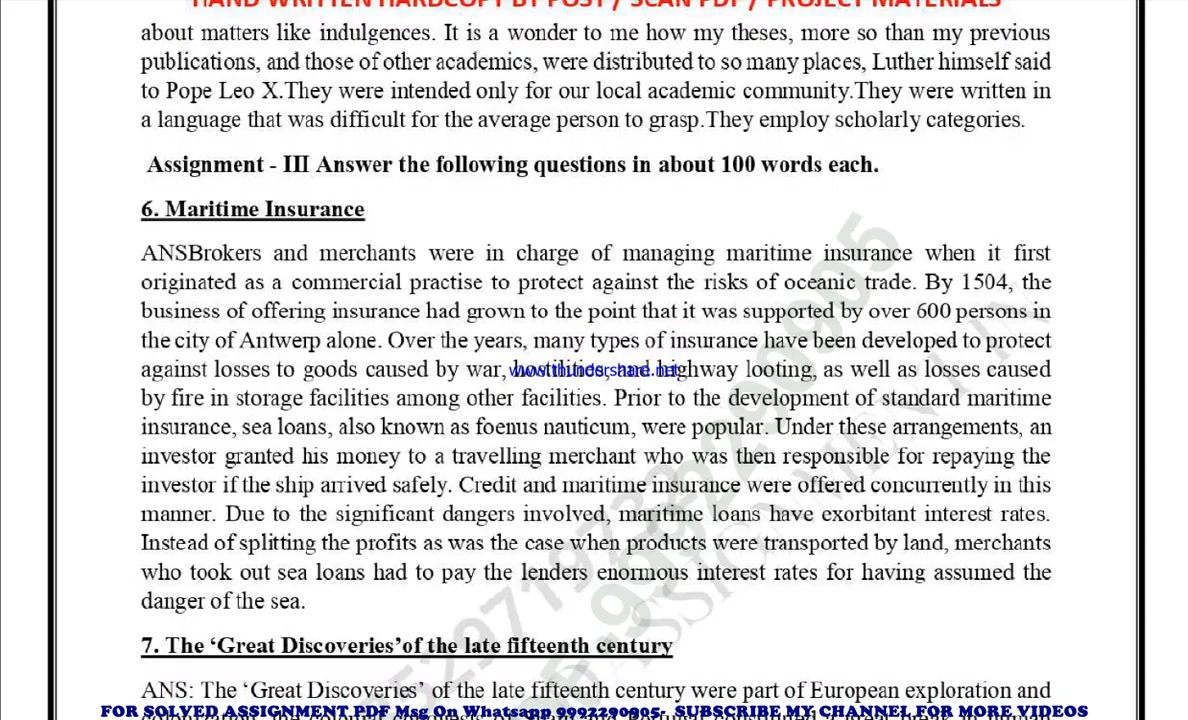 HAND WRITTEN HARDCOPY BY POST / SCAN PDF / PROJECT MATERIALS
about matters like indulgences. It is a wonder to me how my theses, more so than my previous
publications, and those of other academics, were distributed to so many places, Luther himself said
to Pope Leo X.They were intended only for our local academic community.They were written in
a language that was difficult for the average person to grasp.They employ scholarly categories.
Assignment - III Answer the following questions in about 100 words each.
6. Maritime Insurance
ANSBrokers and merchants were in charge of managing maritime insurance when it first
originated as a commercial practise to protect against the risks of oceanic trade. By 1504, the
business of offering insurance had grown to the point that it was supported by over 600 persons in
the city of Antwerp alone. Over the years, many types of insurance have been developed to protect
against losses to goods caused by war, hostilities, and highway looting, as well as losses caused
www.thundershare.net
by fire in storage facilities among other facilities. Prior to the development of standard maritime
insurance, sea loans, also known as foenus nauticum, were popular. Under these arrangements, an
investor granted his money to a travelling merchant who was then responsible for repaying the
investor if the ship arrived safely. Credit and maritime insurance were offered concurrently in this
manner. Due to the significant dangers involved, maritime loans have exorbitant interest rates.
Instead of splitting the profits as was the case when products were transported by land, merchants
who took out sea loans had to pay the lenders enormous interest rates for having assumed the
danger of the sea.
7. The ‘Great Discoveries’of the late fifteenth century
ANS: The ‘Great Discoveries’ of the late fifteenth century were part of European exploration and
FOR SOLVED ASSIGNMENT PDF Msg On Whatsapp 9992290905- SUBSCRIBE MY CHANNEL FOR MORE VIDEOS